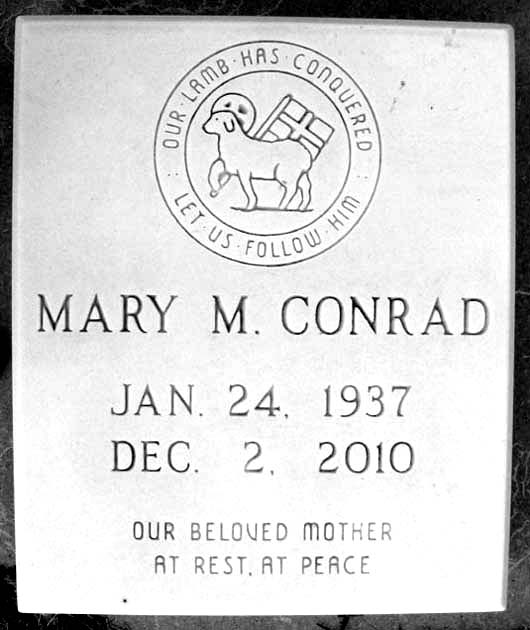 OUR · LAMB · HAS · CONQUERED
LET · US · FOLLOW · HIM
MARY M. CONRAD
JAN. 24, 1937
DEC. 2, 2010
OUR BELOVED MOTHER
AT REST, AT PEACE